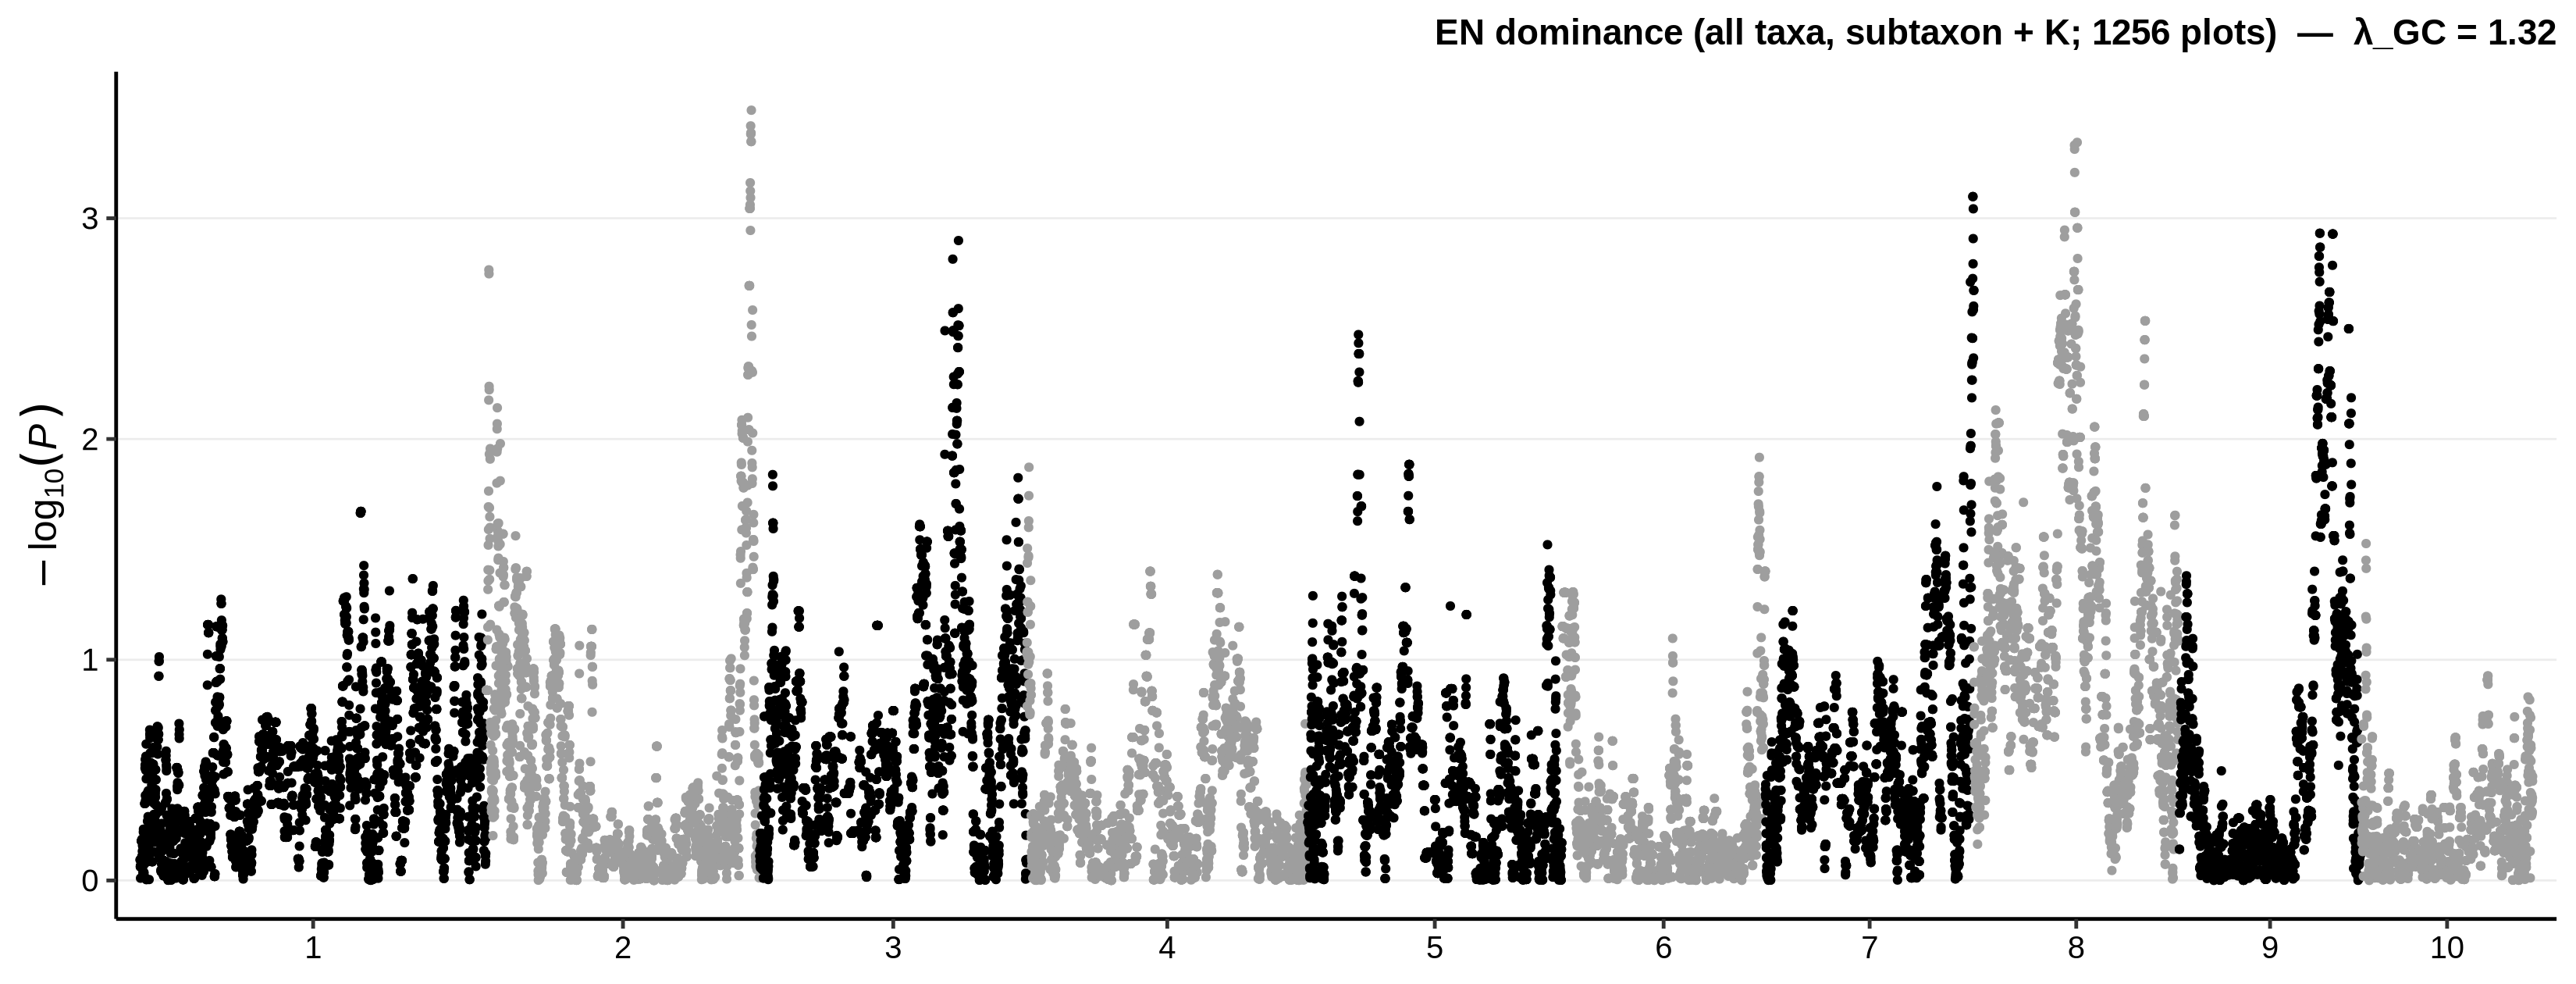 EN dominance (all taxa, subtaxon + K; 1256 plots) — λ_GC = 1.32
− log10(P)
3
2
1
0
1 2 3 4 5 6 7 8 9 10